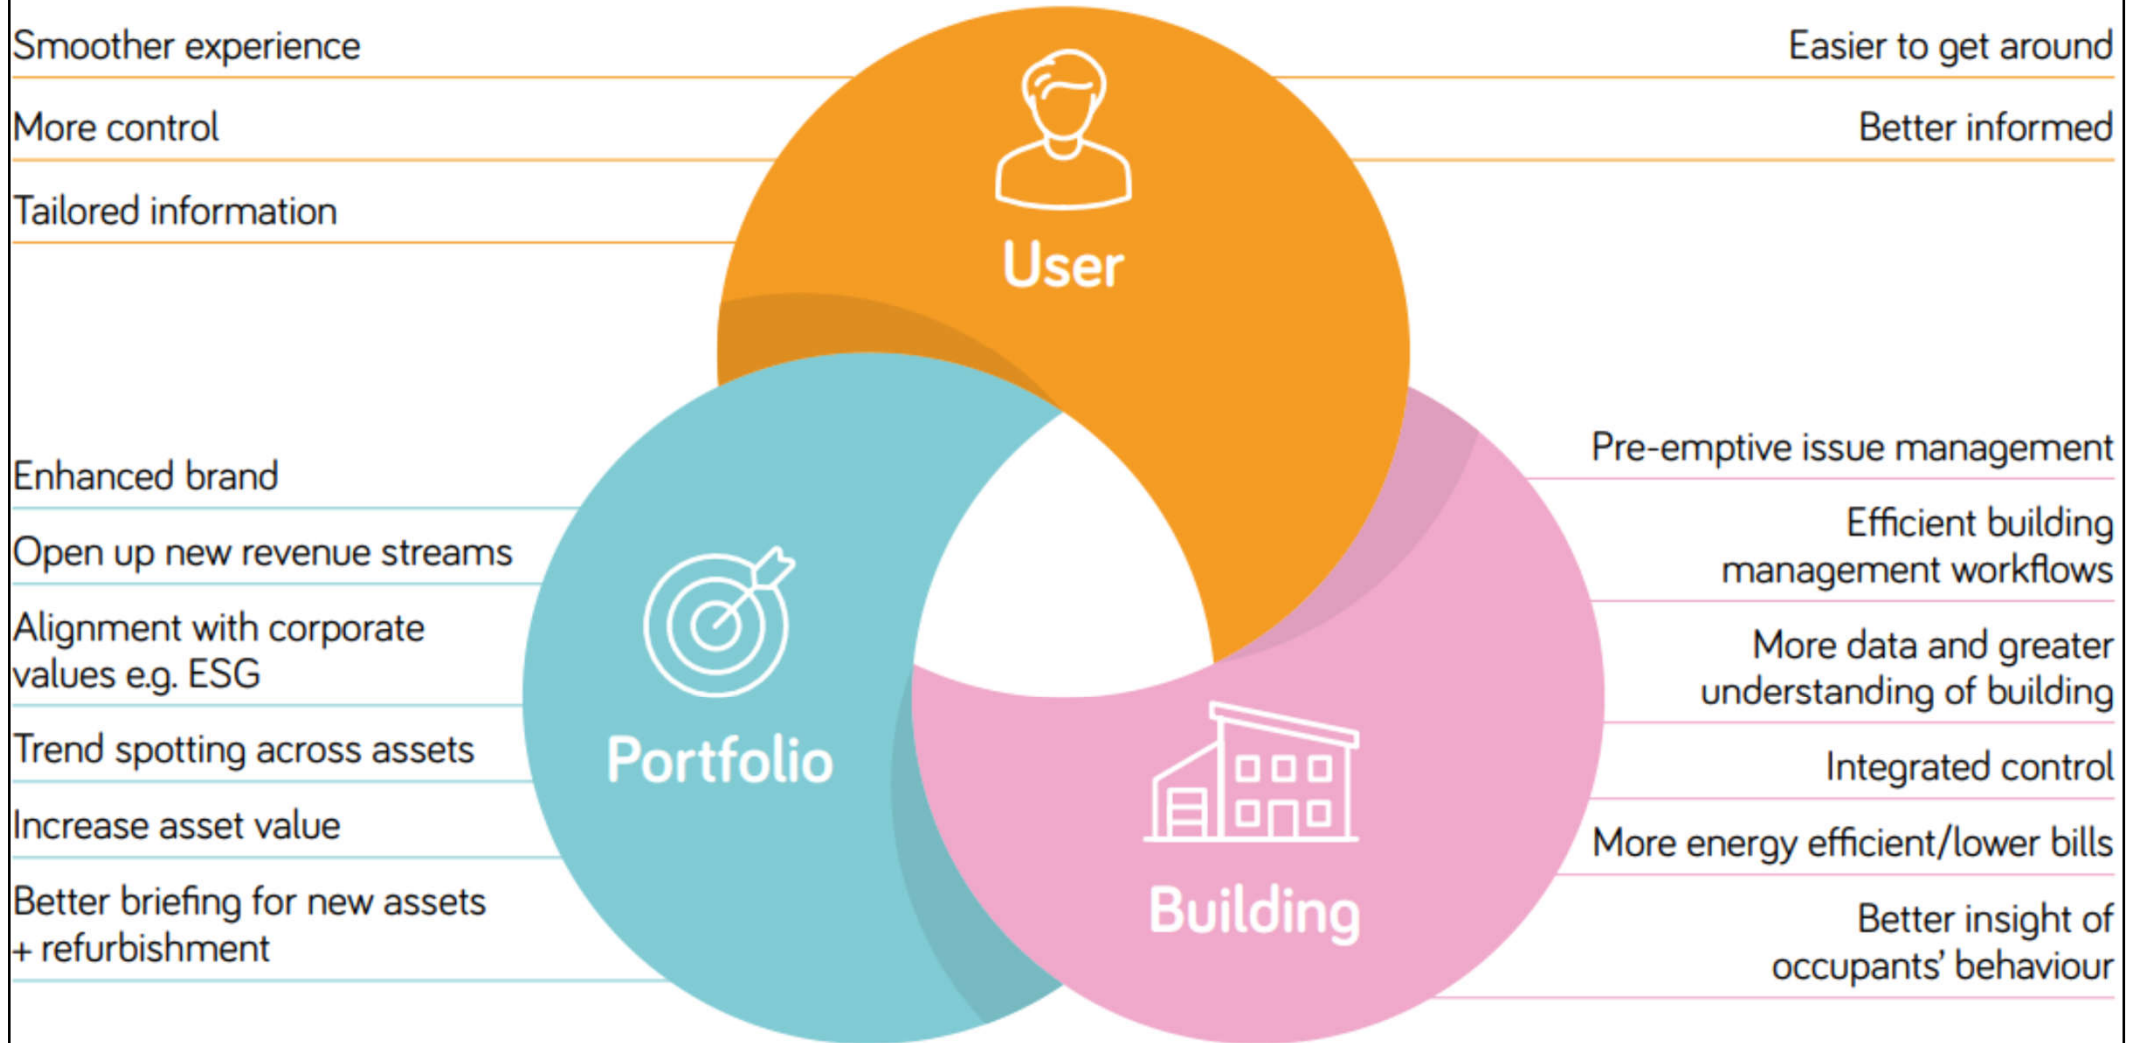 Smoother experience
More control
Tailored information
Easier to get around
Better informed
User
Enhanced brand
Open up new revenue streams
Alignment with corporate
values e.g. ESG
Trend spotting across assets
Increase asset value
Better briefing for new assets
+ refurbishment
Portfolio
Building
Pre-emptive issue management
Efficient building
management workflows
More data and greater
understanding of building
Integrated control
More energy efficient/lower bills
Better insight of
occupants’ behaviour